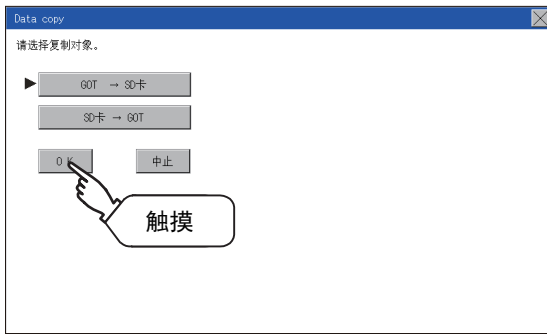 Data copy
请选择复制对象。
GOT → SD卡
SD卡 → GOT
O K
中止
触摸